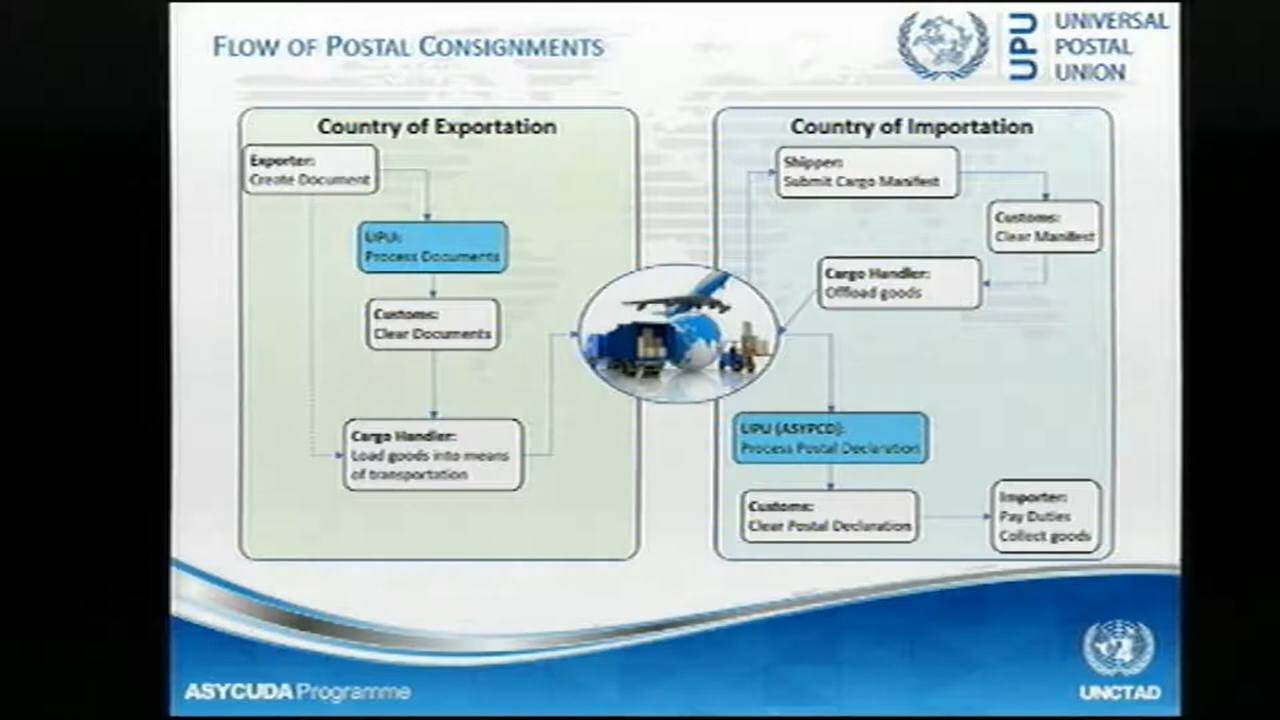 FLOW OF POSTAL CONSIGNMENTS
UPU
UNIVERSAL
POSTAL
UNION
Country of Exportation
Exporter:
Create Document
UPU:
Process Documents
Customs:
Clear Documents
Cargo Handler:
Load goods into means
of transportation
Country of Importation
Shipper:
Submit Cargo Manifest
Customs:
Clear Manifest
Cargo Handler:
Offload goods
UPU (ASYPCD):
Process Postal Declaration
Customs:
Clear Postal Declaration
Importer:
Pay Duties
Collect goods
ASYCUDA Programme
UNCTAD